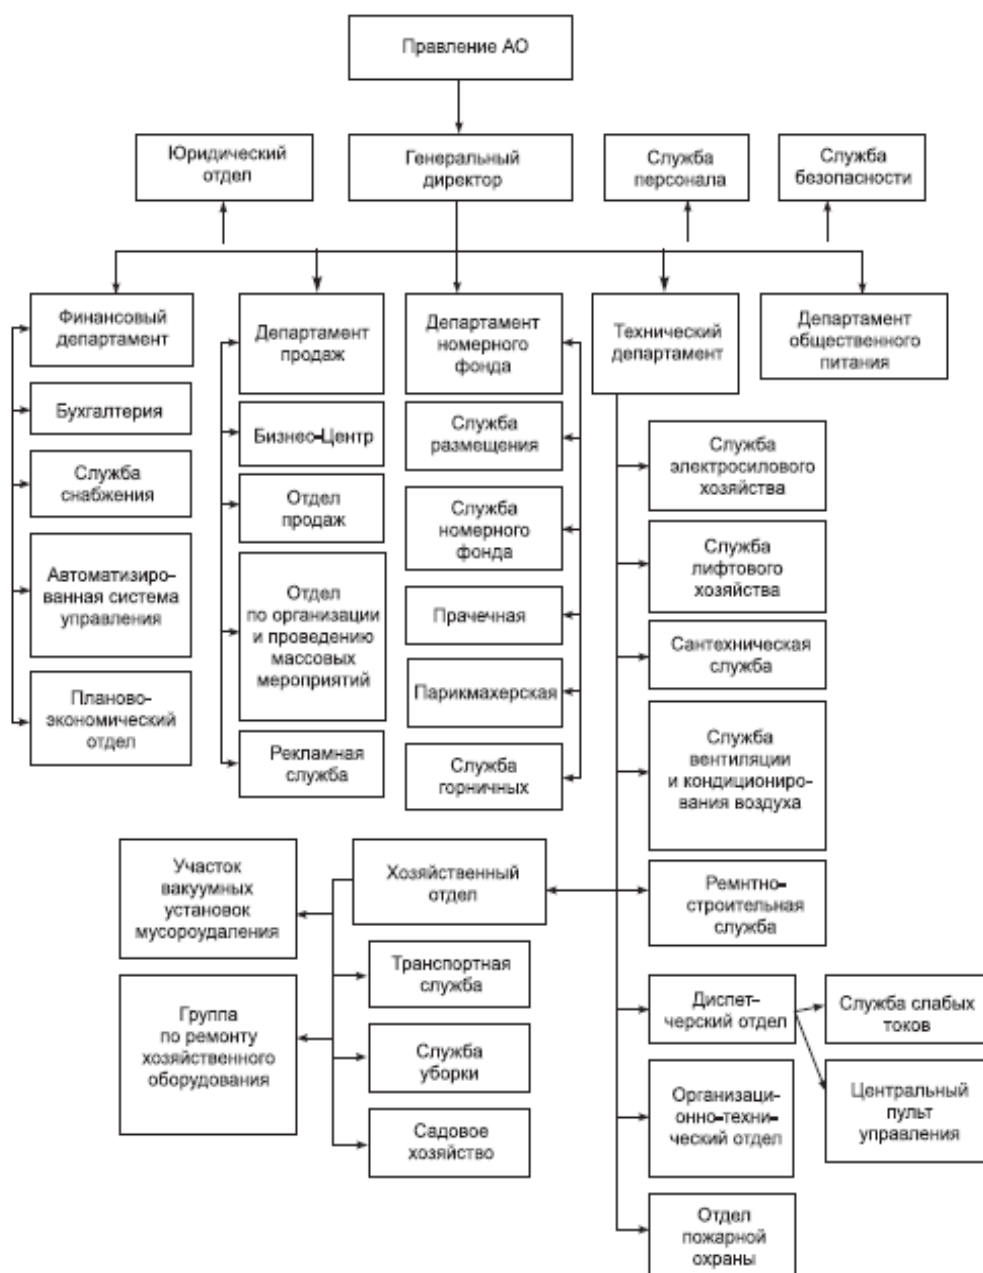 Правление АО
Юридический
отдел
Генеральный
директор
Служба
персонала
Служба
безопасности
Финансовый
департамент
Бухгалтерия
Служба
снабжения
Автоматизиро-
ванная система
управления
Планово-
экономический
отдел
Департамент
продаж
Бизнео-Центр
Отдел
продаж
Отдел
по организации
и проведению
массовых
мероприятий
Рекламная
служба
Департамент
номерного
фонда
Служба
размещения
Служба
номерного
фонда
Прачечная
Парикмахерская
Служба
горничных
Технический
департамент
Департамент
общественного
питания
Служба
электросилового
хозяйства
Служба
лифтового
хозяйства
Сантехническая
служба
Служба
вентиляции
и кондициониро-
вания воздуха
Ремнтно-
строительная
служба
Хозяйственный
отдел
Участок
вакуумных
установок
мусороудаления
Группа
по ремонту
хозяйственного
оборудования
Транспортная
служба
Служба
уборки
Садовое
хозяйство
Диспет-
черский отдел
Служба слабых
токов
Центральный
пульт
управления
Организаци-
онно-техни-
ческий отдел
Отдел
пожарной
охраны